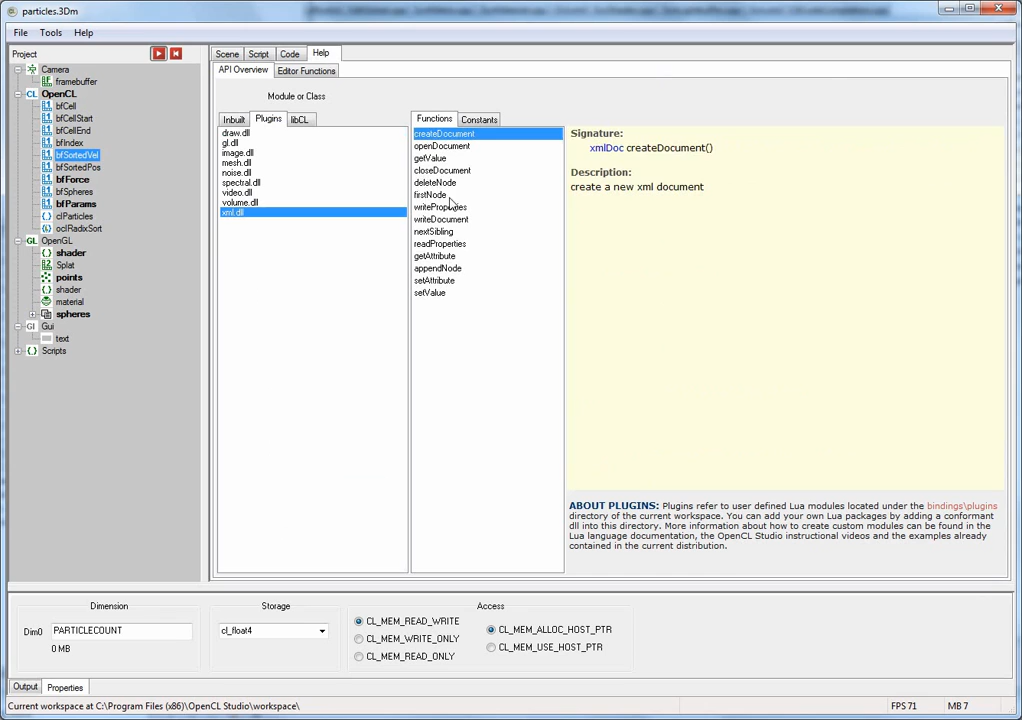 particles.3Dm
File Tools Help
Project
Camera
framebuffer
CL OpenCL
bfCell
bfCellStart
bfCellEnd
bfIndex
bfSortedVel
bfSortedPos
bfForce
bfSpheres
bfParams
clParticles
oclRadixSort
GL OpenGL
shader
Splat
points
shader
material
spheres
GI Gui
text
Scripts
Scene Script Code Help
API Overview Editor Functions
Module or Class
Inbuilt Plugins libCL
draw.dll
gl.dll
image.dll
mesh.dll
noise.dll
spectral.dll
video.dll
volume.dll
xml.dll
Functions Constants
createDocument
openDocument
getValue
closeDocument
deleteNode
firstNode
writeProperties
writeDocument
nextSibling
readProperties
getAttribute
appendNode
setAttribute
setValue
Signature:
xmlDoc createDocument()
Description:
create a new xml document
ABOUT PLUGINS: Plugins refer to user defined Lua modules located under the bindings\plugins
directory of the current workspace. You can add your own Lua packages by adding a conformant
dll into this directory. More information about how to create custom modules can be found in the
Lua language documentation, the OpenCL Studio instructional videos and the examples already
contained in the current distribution.
Dimension
Dim0 PARTICLECOUNT
0 MB
Storage
cl_float4
Access
CL_MEM_READ_WRITE
CL_MEM_WRITE_ONLY
CL_MEM_READ_ONLY
CL_MEM_ALLOC_HOST_PTR
CL_MEM_USE_HOST_PTR
Output Properties
Current workspace at C:\Program Files (x86)\OpenCL Studio\workspace\
FPS 71
MB 7